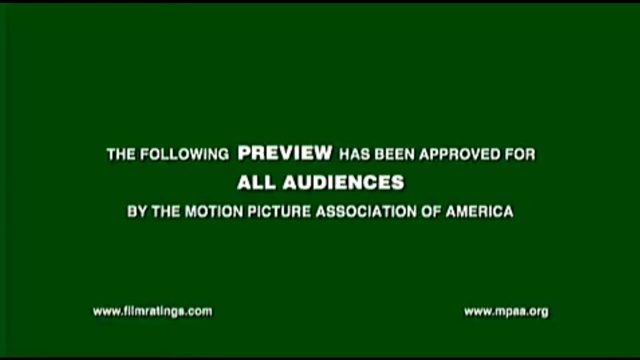 THE FOLLOWING PREVIEW HAS BEEN APPROVED FOR
ALL AUDIENCES
BY THE MOTION PICTURE ASSOCIATION OF AMERICA
www.filmratings.com www.mpaa.org